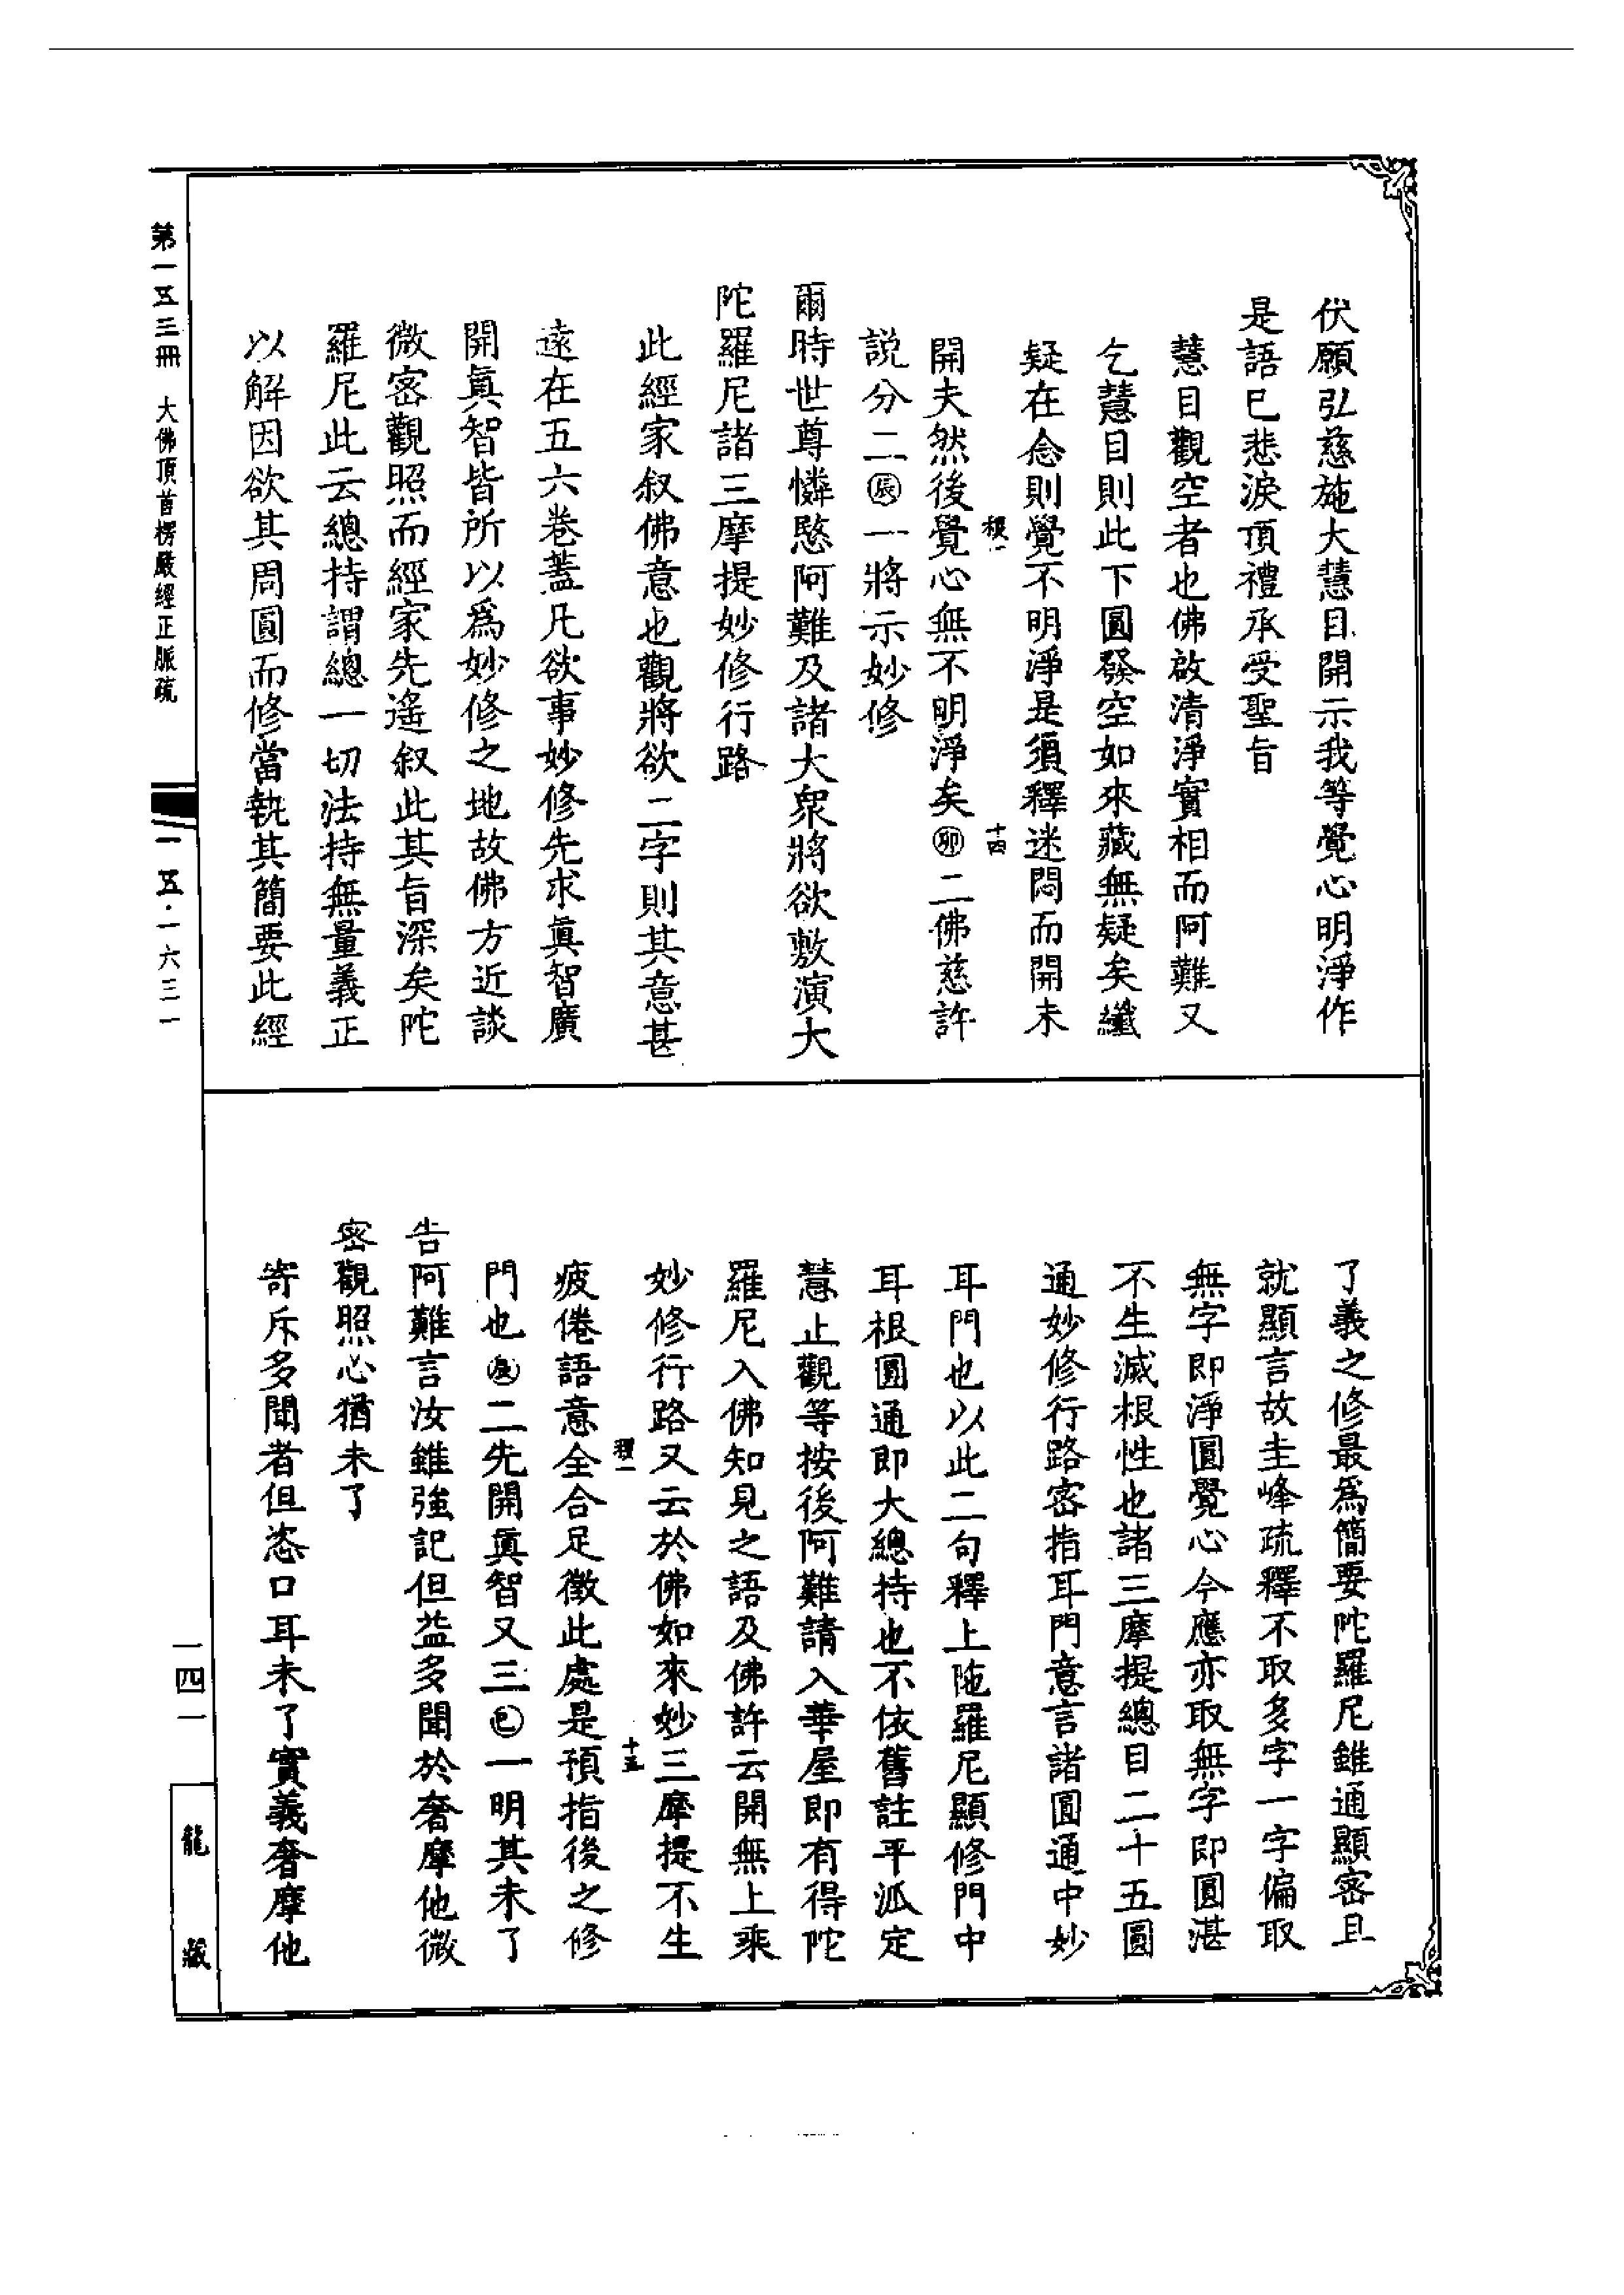 伏願弘慈施大慧目開示我等覺心明淨作
是語已悲淚頂禮承受聖旨
慧目觀空者也佛啟清淨實相而阿難又
乞慧目則此下圓發空如來藏無疑矣纖
疑在念則覺不明淨是須釋迷悶而開未
開夫然後覺心無不明淨矣㊞卯二佛慈許
説分二辰一將示妙修
爾時世尊憐愍阿難及諸大衆將欲敷演大
陀羅尼諸三摩提妙修行路
此經家叙佛意也觀將欲二字則其意甚
遠在五六卷蓋凡欲事妙修先求真智廣
開真智皆所以為妙修之地故佛方近談
微密觀照而經家先遙叙此其旨深矣陀
羅尼此云總持謂總一切法持無量義正
以解因欲其周圓而修當執其簡要此經
了義之修最為簡要陀羅尼雖通顯密且
就顯言故圭峰疏釋不取多字一字偏取
無字即淨圓覺心今應亦取無字即圓湛
不生滅根性也諸三摩提總目二十五圓
通妙修行路密指耳門意言諸圓通中妙
耳門也以此二句釋上陁羅尼顯修門中
耳根圓通即大總持也不依舊註平泒定
慧止觀等按後阿難請入華屋即有得陀
羅尼入佛知見之語及佛許云開無上乘
妙修行路又云於佛如來妙三摩提不生
疲倦語意全合足徵此處是預指後之修
門也辰二先開真智又三巳一明其未了
告阿難言汝雖強記但益多聞於奢摩他微
密觀照心猶未了
寄斥多聞者但恣口耳未了實義奢摩他
第一五三冊 大佛頂首楞嚴經正脈疏
一五·一六三一
一四一
龍藏